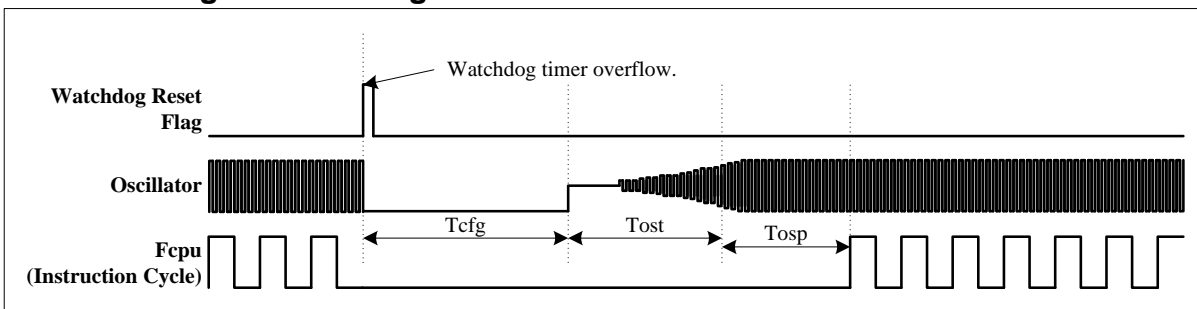 Watchdog timer overflow.
Watchdog Reset
Flag
Oscillator
Tcfg
Tost
Tosp
Fcpu
(Instruction Cycle)